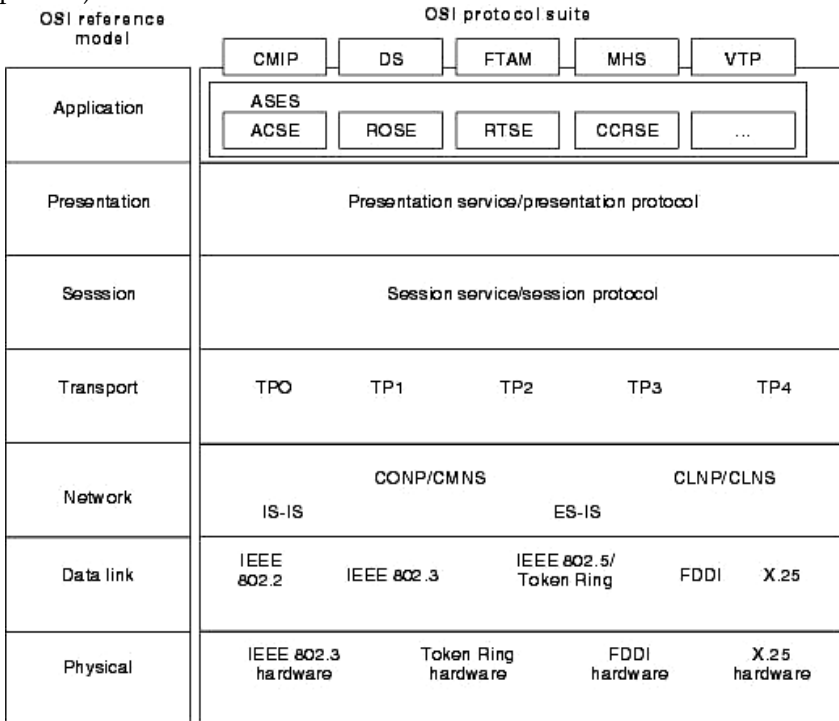 OSI reference
model
OSI protocol suite
CMIP DS FTAM MHS VTP
Application
ASES
ACSE ROSE RTSE CCRSE ...
Presentation
Presentation service/presentation protocol
Sesssion
Session service/session protocol
Transport
TPO TP1 TP2 TP3 TP4
Network
CONP/CMNS CLNP/CLNS
IS-IS ES-IS
Data link
IEEE
802.2
IEEE 802.3
IEEE 802.5/
Token Ring
FDDI
X.25
Physical
IEEE 802.3
hardware
Token Ring
hardware
FDDI
hardware
X.25
hardware